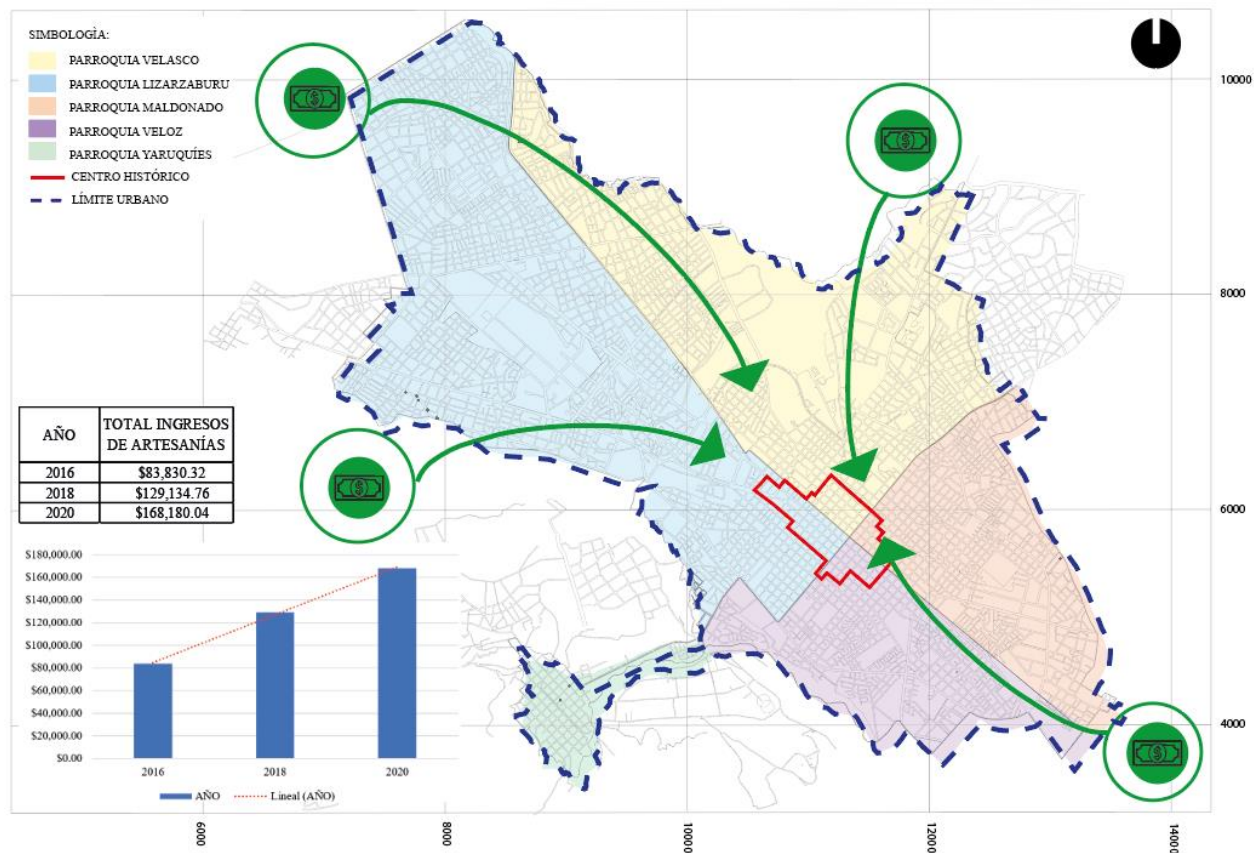 SIMBOLOGÌA:
PARROQUIA VELASCO
PARROQUIA LIZARZABURU
PARROQUIA MALDONADO
PARROQUIA VELOZ
PARROQUIA YARUQUÍES
CENTRO HISTÓRICO
LÍMITE URBANO
$
$
$
$
10000
8000
6000
4000
AÑO TOTAL INGRESOS DE ARTESANÍAS
2016 $83,830.32
2018 $129,134.76
2020 $168,180.04
$180,000.00
$160,000.00
$140,000.00
$120,000.00
$100,000.00
$80,000.00
$60,000.00
$40,000.00
$20,000.00
$0.00
2016 2018 2020
AÑO Lineal (AÑO)
6000 8000 10000 12000 14000